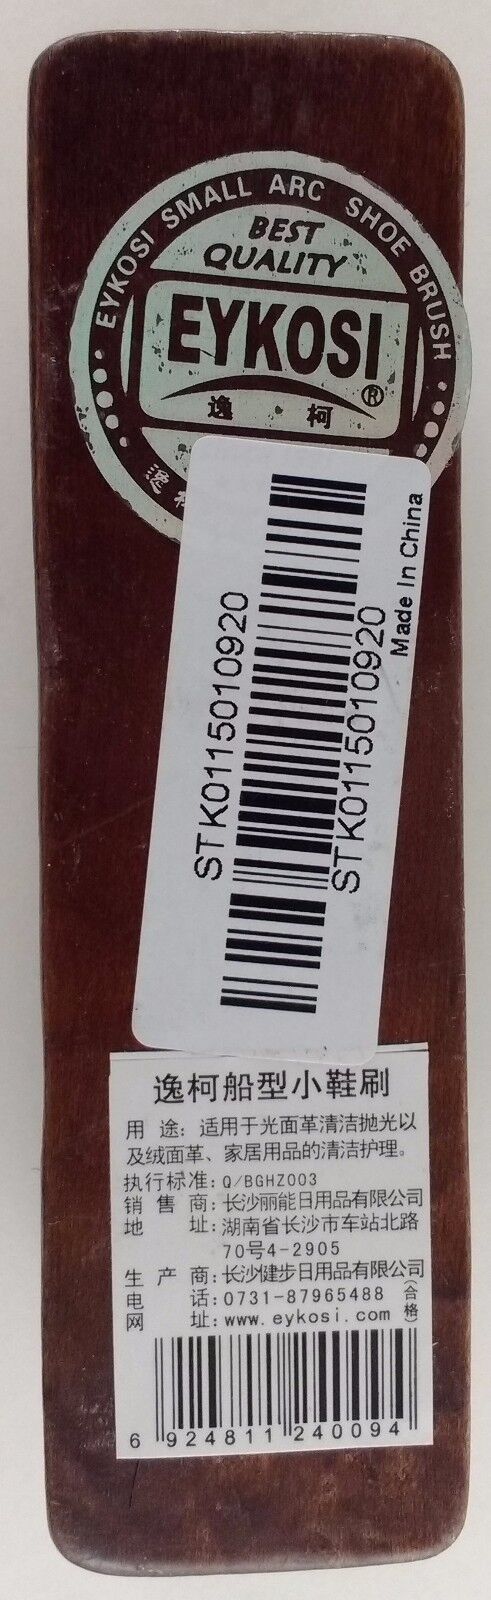 EYKOSI SMALL ARC SHOE BRUSH
BEST
QUALITY
EYKOSI
®
逸 柯
逸
STK0115010920
STK0115010920
Made In China
逸柯船型小鞋刷
用 途: 适用于光面革清洁抛光以
及绒面革、家居用品的清洁护理。
执行标准: Q/BGHZ003
销 售 商: 长沙丽能日用品有限公司
地 址: 湖南省长沙市车站北路
70号4-2905
生 产 商: 长沙健步日用品有限公司
电 话: 0731-87965488
网 址: www.eykosi.com
(合格)
6 924811 240094